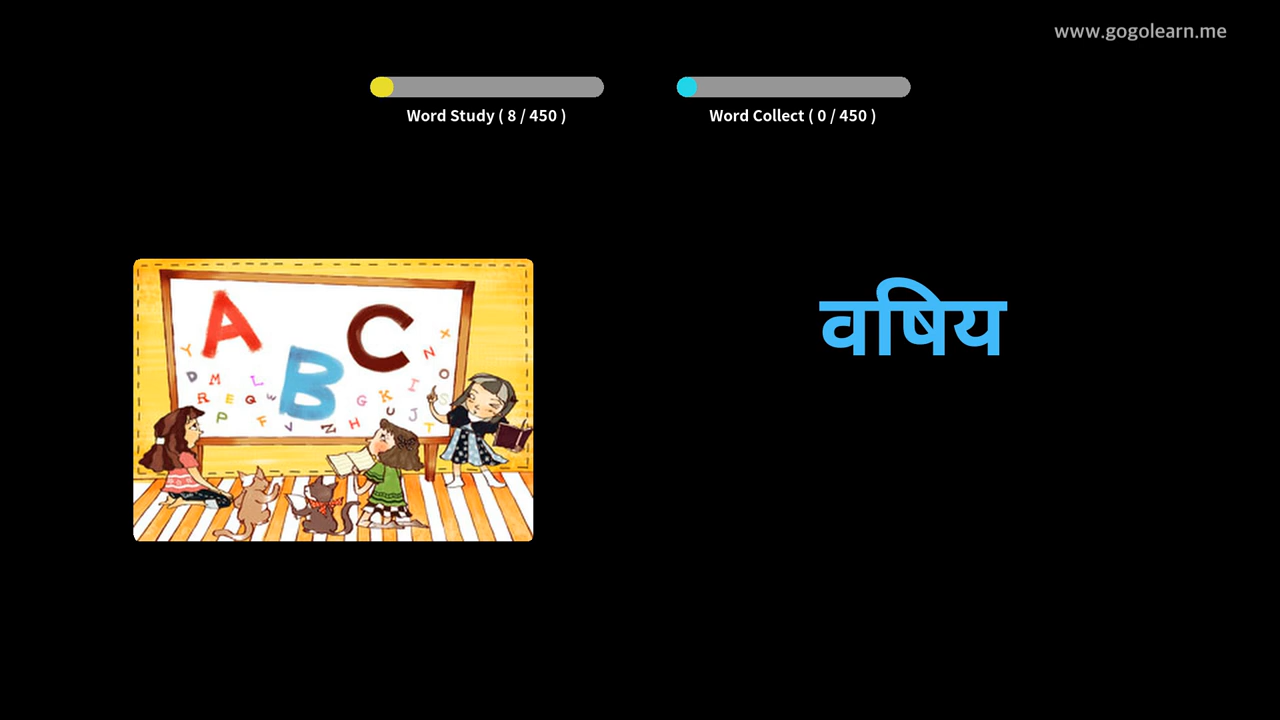 www.gogolearn.me
Word Study ( 8 / 450 )
Word Collect ( 0 / 450 )
वषिय
A B C
Y D M L I N X O
R E Q W G K S
P F V Z H U J T